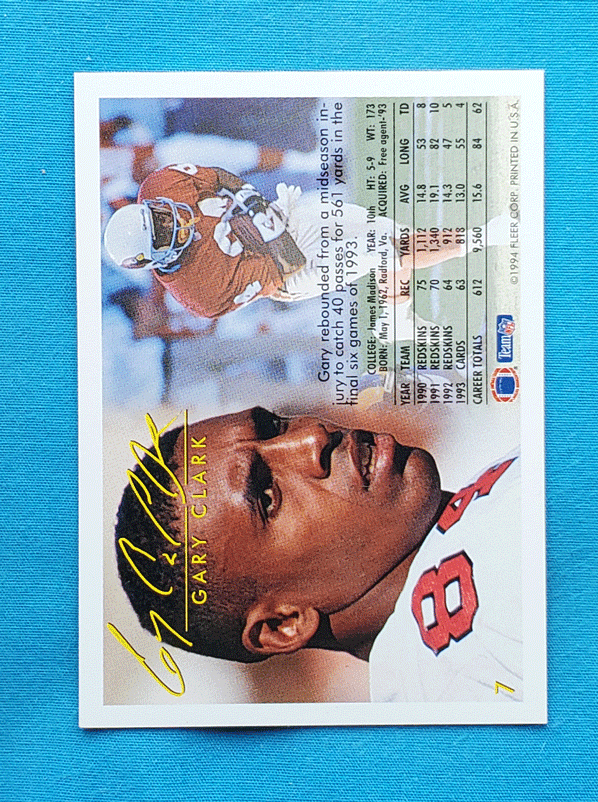 GARY CLARK
84
7
Gary rebounded from a midseason in-
jury to catch 40 passes for 561 yards in the
final six games of 1993.
COLLEGE: James Madison YEAR: 10th HT: 5-9 WT: 173
BORN: May 1, 1962, Radford, Va. ACQUIRED: Free agent-'93
YEAR TEAM REC YARDS AVG LONG TD
1990 REDSKINS 75 1,112 14.8 53 8
1991 REDSKINS 70 1,340 19.1 82 10
1992 REDSKINS 64 912 14.3 47 5
1993 CARDS 63 818 13.0 55 4
CAREER TOTALS 612 9,560 15.6 84 62
Team NFL
©1994 FLEER CORP. PRINTED IN U.S.A.